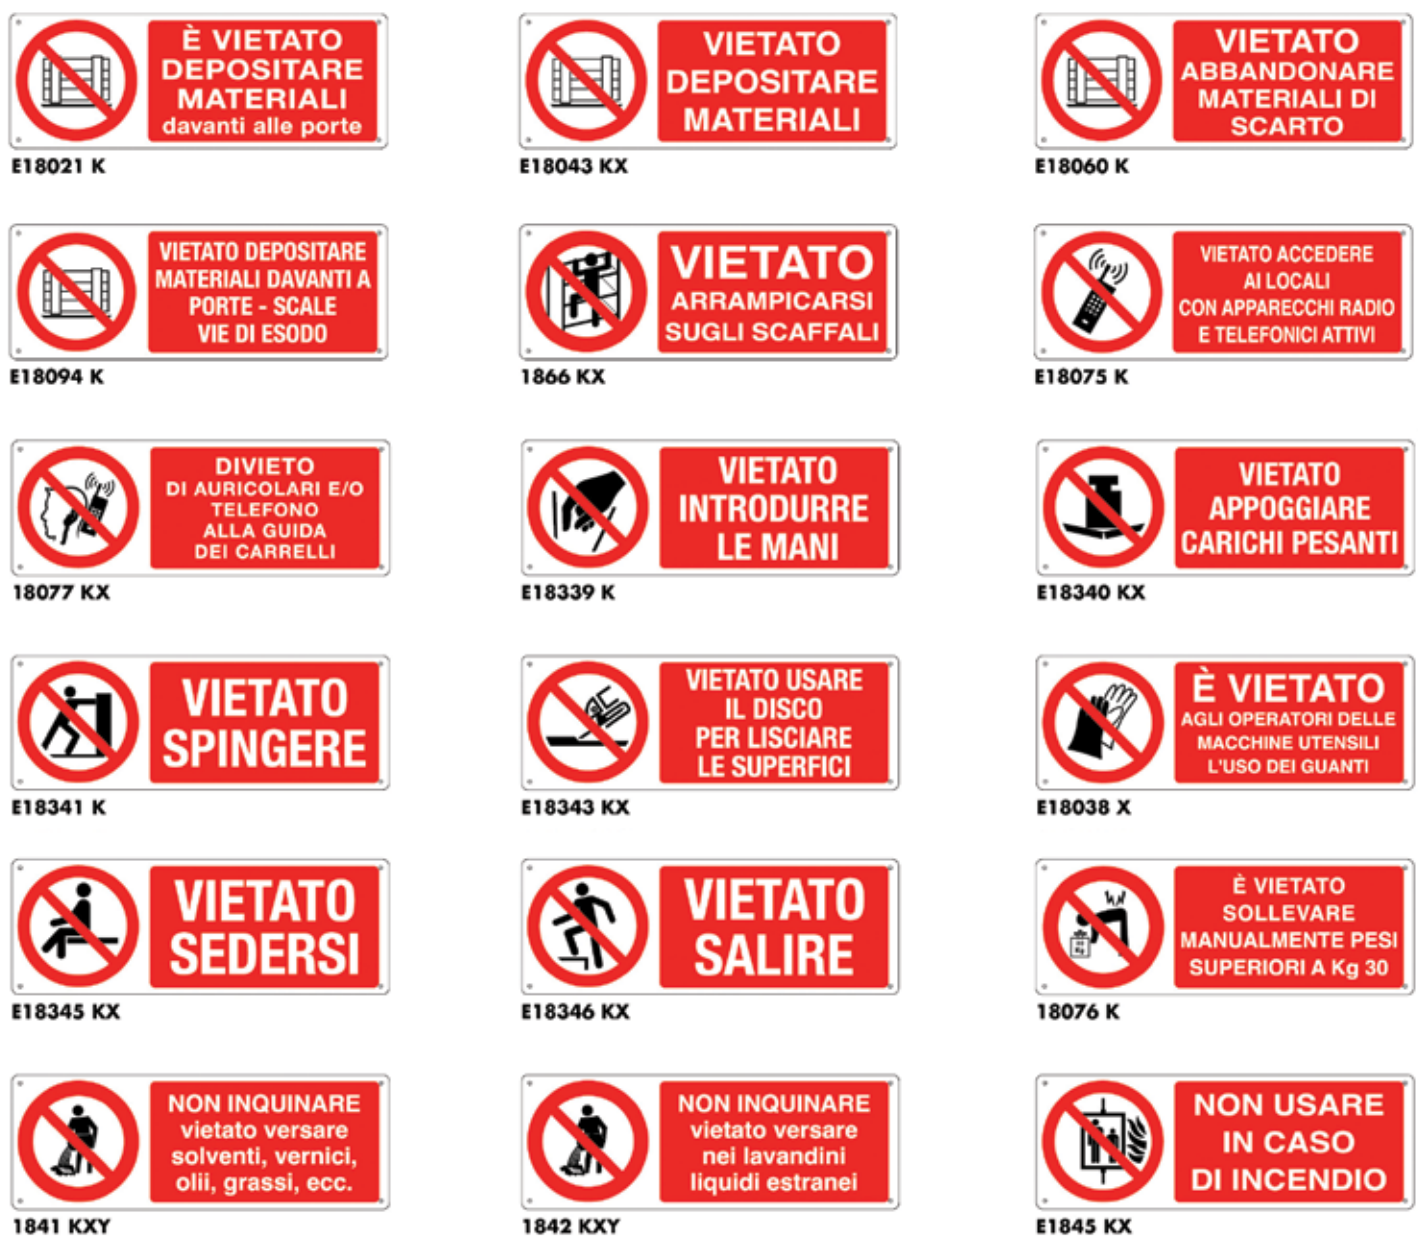 È VIETATO
DEPOSITARE
MATERIALI
davanti alle porte
E18021 K
VIETATO
DEPOSITARE
MATERIALI
E18043 KX
VIETATO
ABBANDONARE
MATERIALI DI
SCARTO
E18060 K
VIETATO DEPOSITARE
MATERIALI DAVANTI A
PORTE - SCALE
VIE DI ESODO
E18094 K
VIETATO
ARRAMPICARSI
SUGLI SCAFFALI
1866 KX
VIETATO ACCEDERE
AI LOCALI
CON APPARECCHI RADIO
E TELEFONICI ATTIVI
E18075 K
DIVIETO
DI AURICOLARI E/O
TELEFONO
ALLA GUIDA
DEI CARRELLI
18077 KX
VIETATO
INTRODURRE
LE MANI
E18339 K
VIETATO
APPOGGIARE
CARICHI PESANTI
E18340 KX
VIETATO
SPINGERE
E18341 K
VIETATO USARE
IL DISCO
PER LISCIARE
LE SUPERFICI
E18343 KX
È VIETATO
AGLI OPERATORI DELLE
MACCHINE UTENSILI
L'USO DEI GUANTI
E18038 X
VIETATO
SEDERSI
E18345 KX
VIETATO
SALIRE
E18346 KX
Kg
È VIETATO
SOLLEVARE
MANUALMENTE PESI
SUPERIORI A Kg 30
18076 K
NON INQUINARE
vietato versare
solventi, vernici,
olii, grassi, ecc.
1841 KXY
NON INQUINARE
vietato versare
nei lavandini
liquidi estranei
1842 KXY
NON USARE
IN CASO
DI INCENDIO
E1845 KX